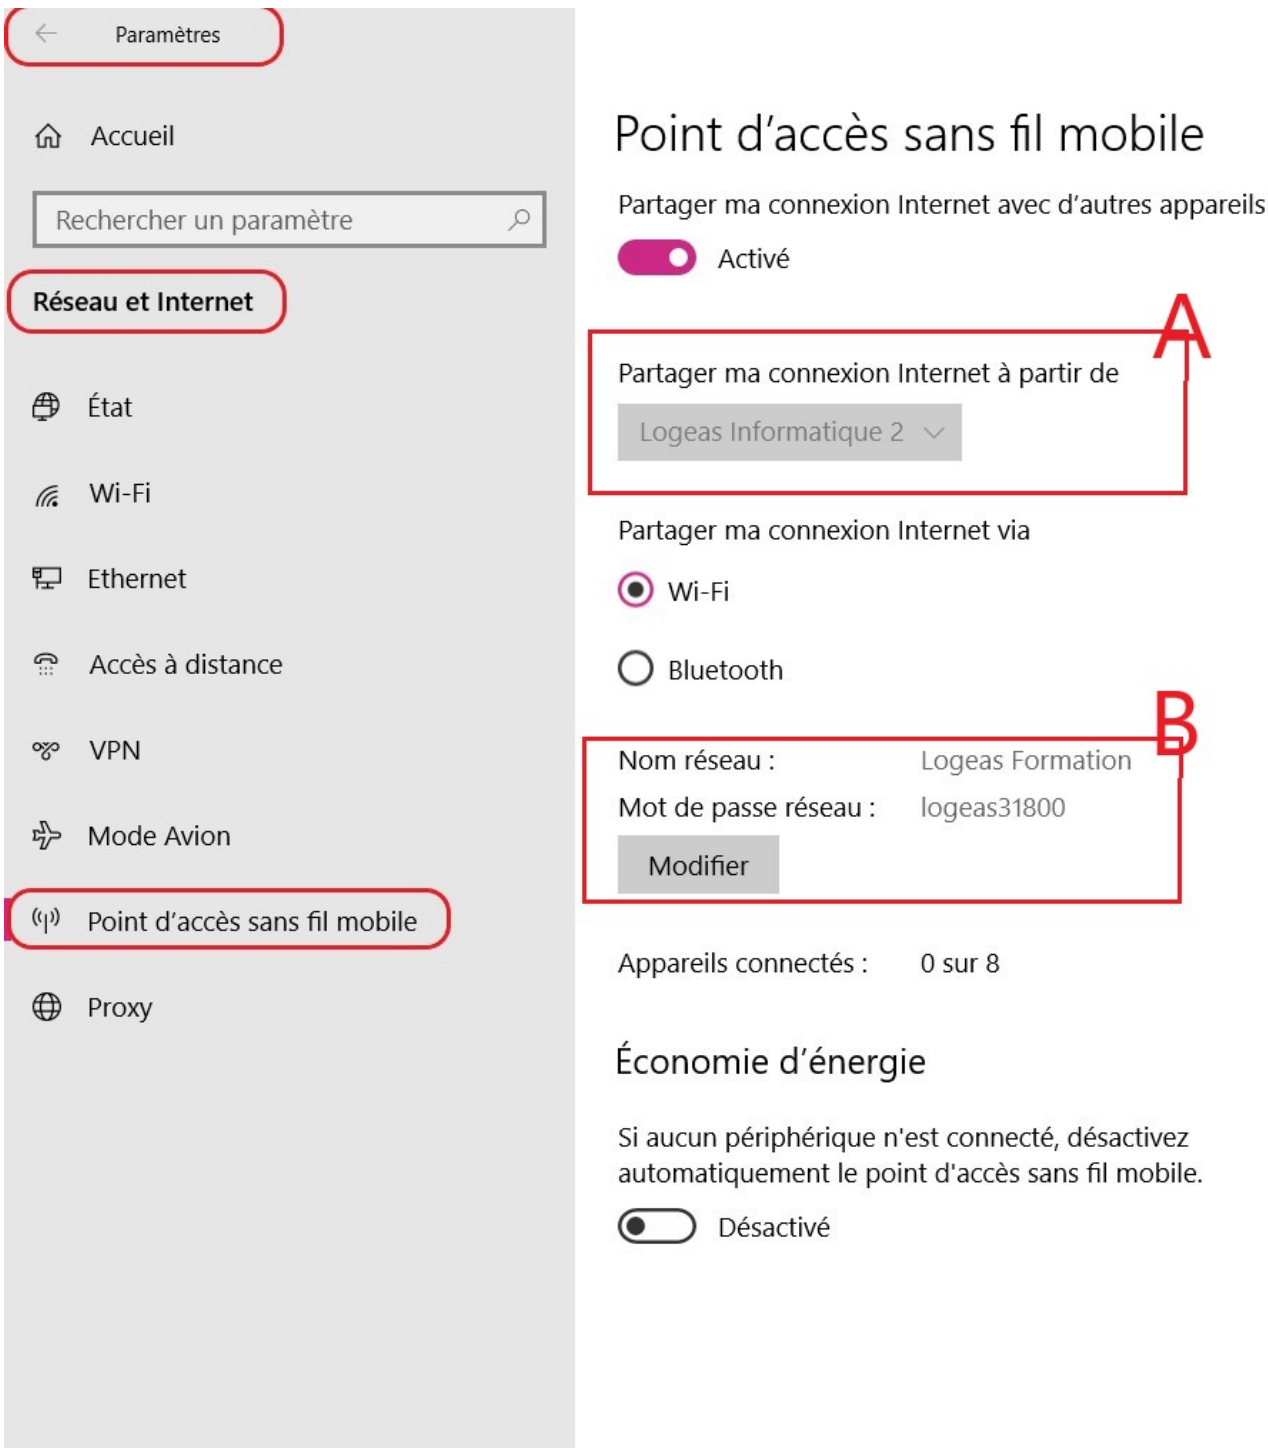 Paramètres
Accueil
Rechercher un paramètre
Réseau et Internet
État
Wi-Fi
Ethernet
Accès à distance
VPN
Mode Avion
Point d'accès sans fil mobile
Proxy
Point d'accès sans fil mobile
Partager ma connexion Internet avec d'autres appareils
Activé
A
Partager ma connexion Internet à partir de
Logeas Informatique 2
Partager ma connexion Internet via
Wi-Fi
Bluetooth
B
Nom réseau : Logeas Formation
Mot de passe réseau : logeas31800
Modifier
Appareils connectés : 0 sur 8
Économie d'énergie
Si aucun périphérique n'est connecté, désactivez
automatiquement le point d'accès sans fil mobile.
Désactivé